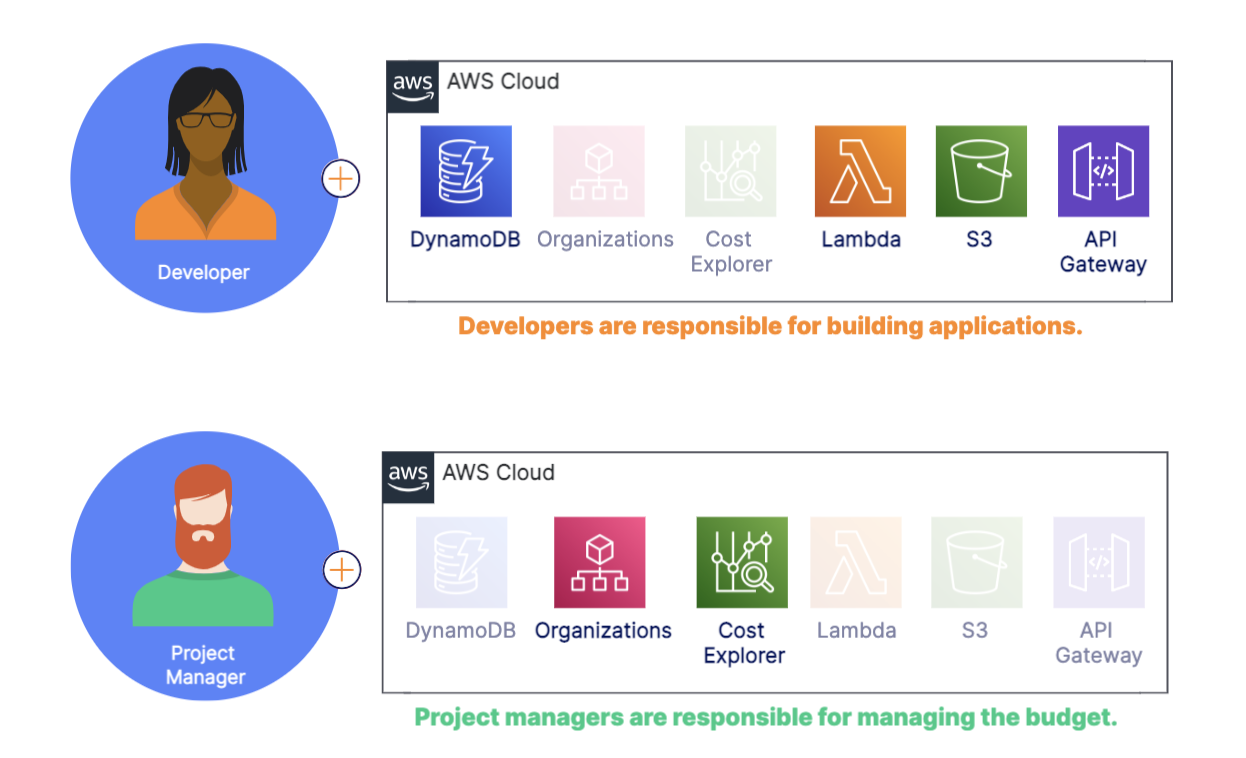 aws AWS Cloud
DynamoDB Organizations Cost Explorer Lambda S3 API Gateway
Developer
Developers are responsible for building applications.
aws AWS Cloud
DynamoDB Organizations Cost Explorer Lambda S3 API Gateway
Project
Manager
Project managers are responsible for managing the budget.